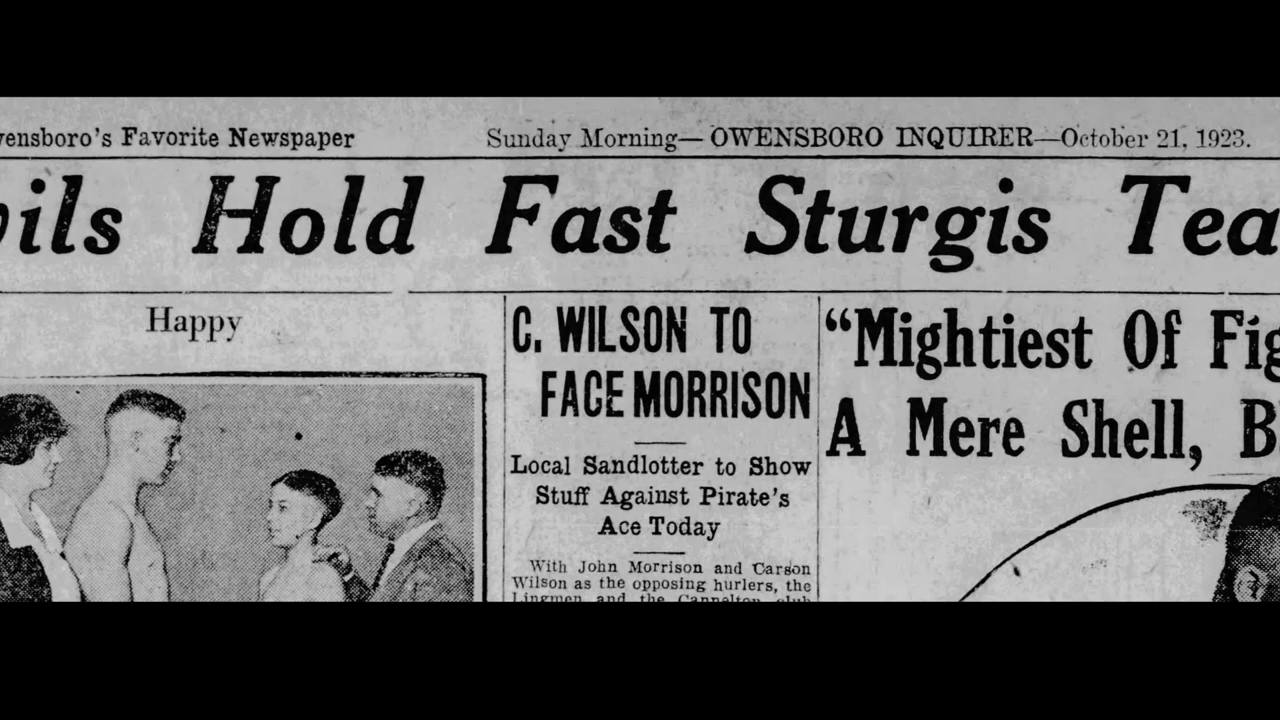 vensboro's Favorite Newspaper
Sunday Morning— OWENSBORO INQUIRER—October 21, 1923.
ils Hold Fast Sturgis Tea
Happy
C. WILSON TO
FACE MORRISON
Local Sandlotter to Show
Stuff Against Pirate's
Ace Today
With John Morrison and Carson
Wilson as the opposing hurlers, the
Lingmen and the Cannelton club
"Mightiest Of Fig
A Mere Shell, B